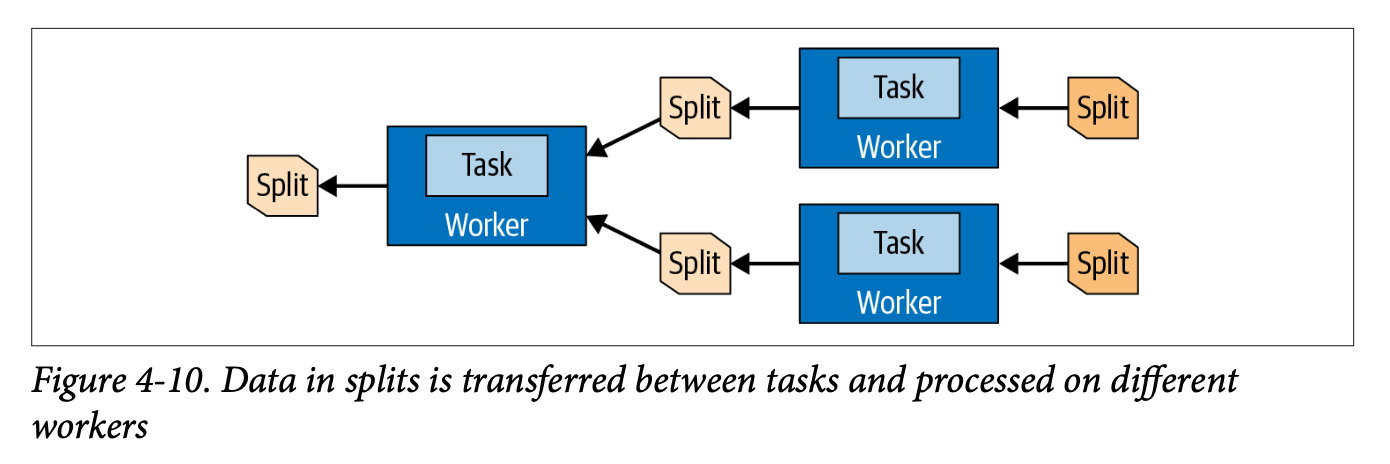 Task
Worker
Split
Split
Task
Worker
Split
Split
Task
Worker
Split
Figure 4-10. Data in splits is transferred between tasks and processed on different
workers